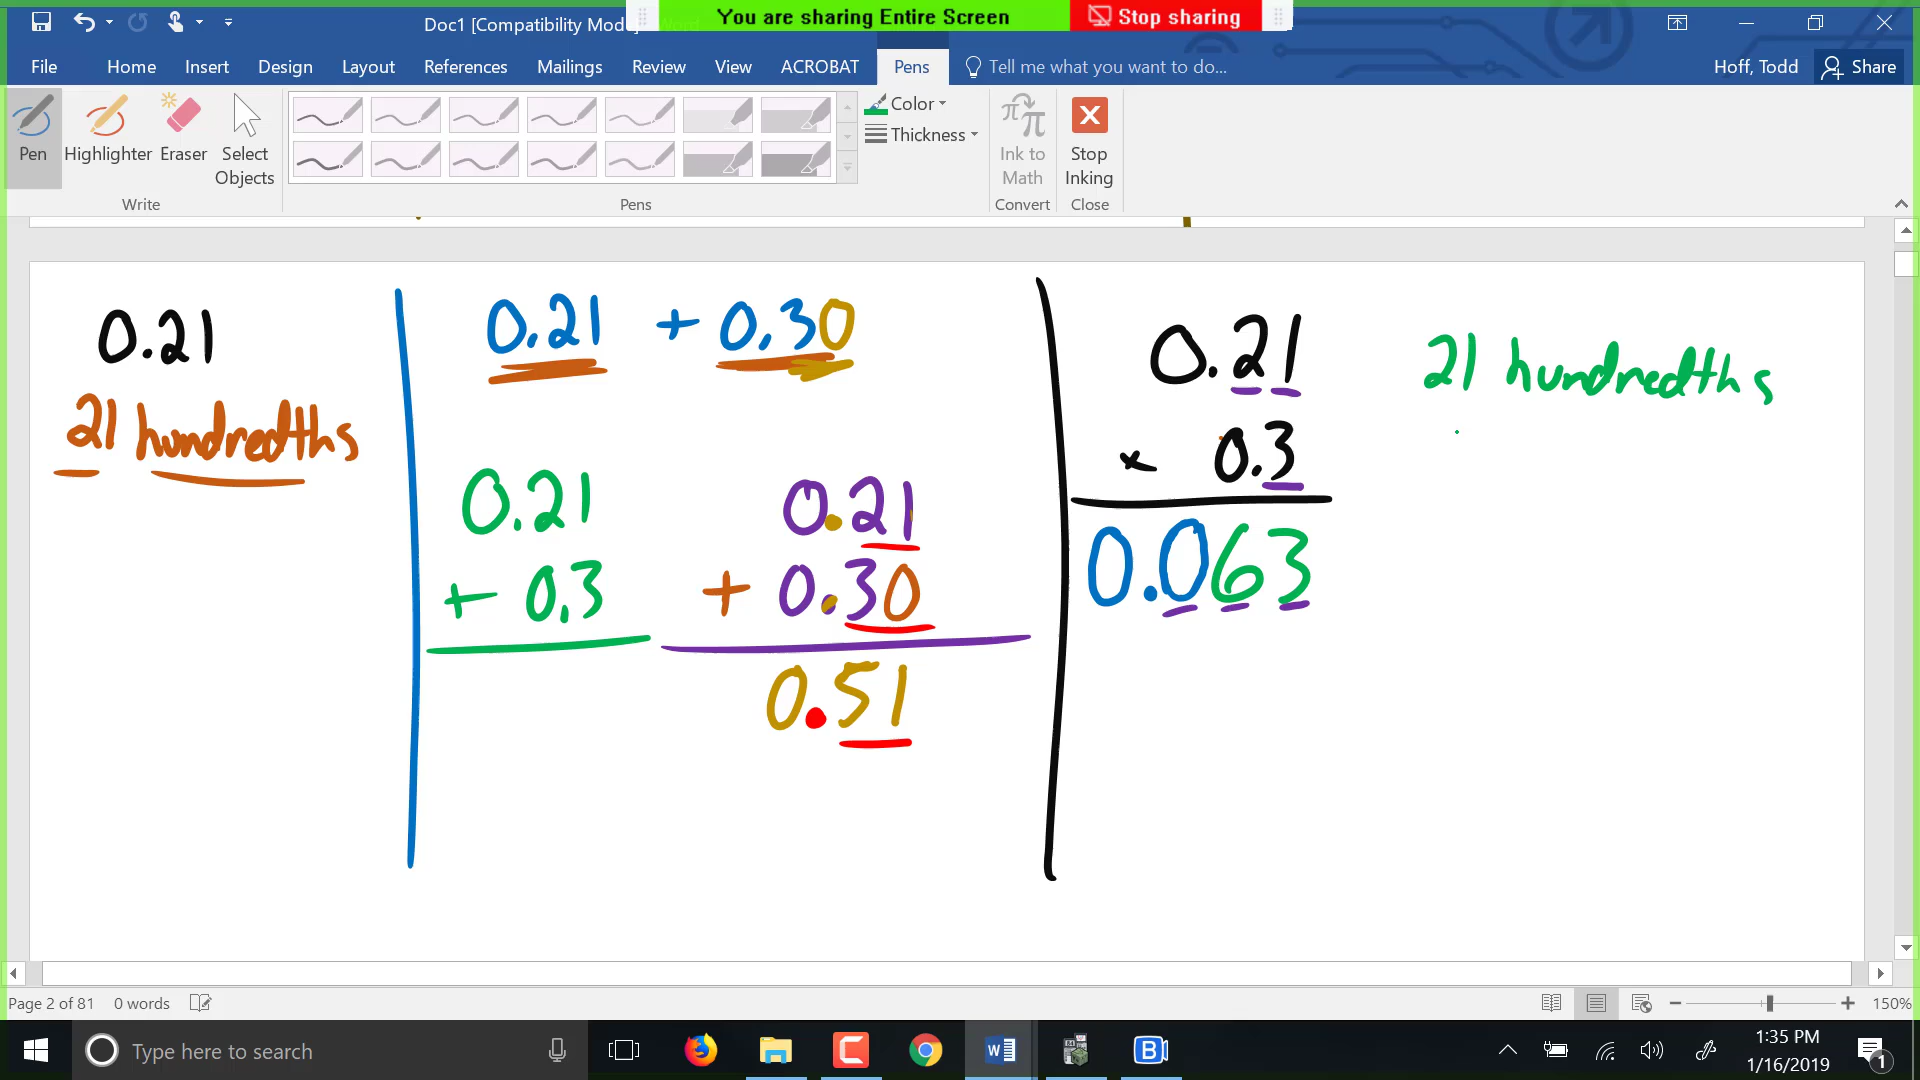 Doc1 [Compatibility Mod
You are sharing Entire Screen
Stop sharing
File Home Insert Design Layout References Mailings Review View ACROBAT Pens Tell me what you want to do... Hoff, Todd Share
Pen Highlighter Eraser Select Objects
Color
Thickness
Ink to Math
Stop Inking
Write Pens Convert Close
0.21
21 hundredths
0.21 + 0.30
0.21
+ 0.3
0.21
+ 0.30
0.51
0.21
× 0.3
0.063
21 hundredths
Page 2 of 81 0 words
150%
Type here to search
1:35 PM
1/16/2019
1